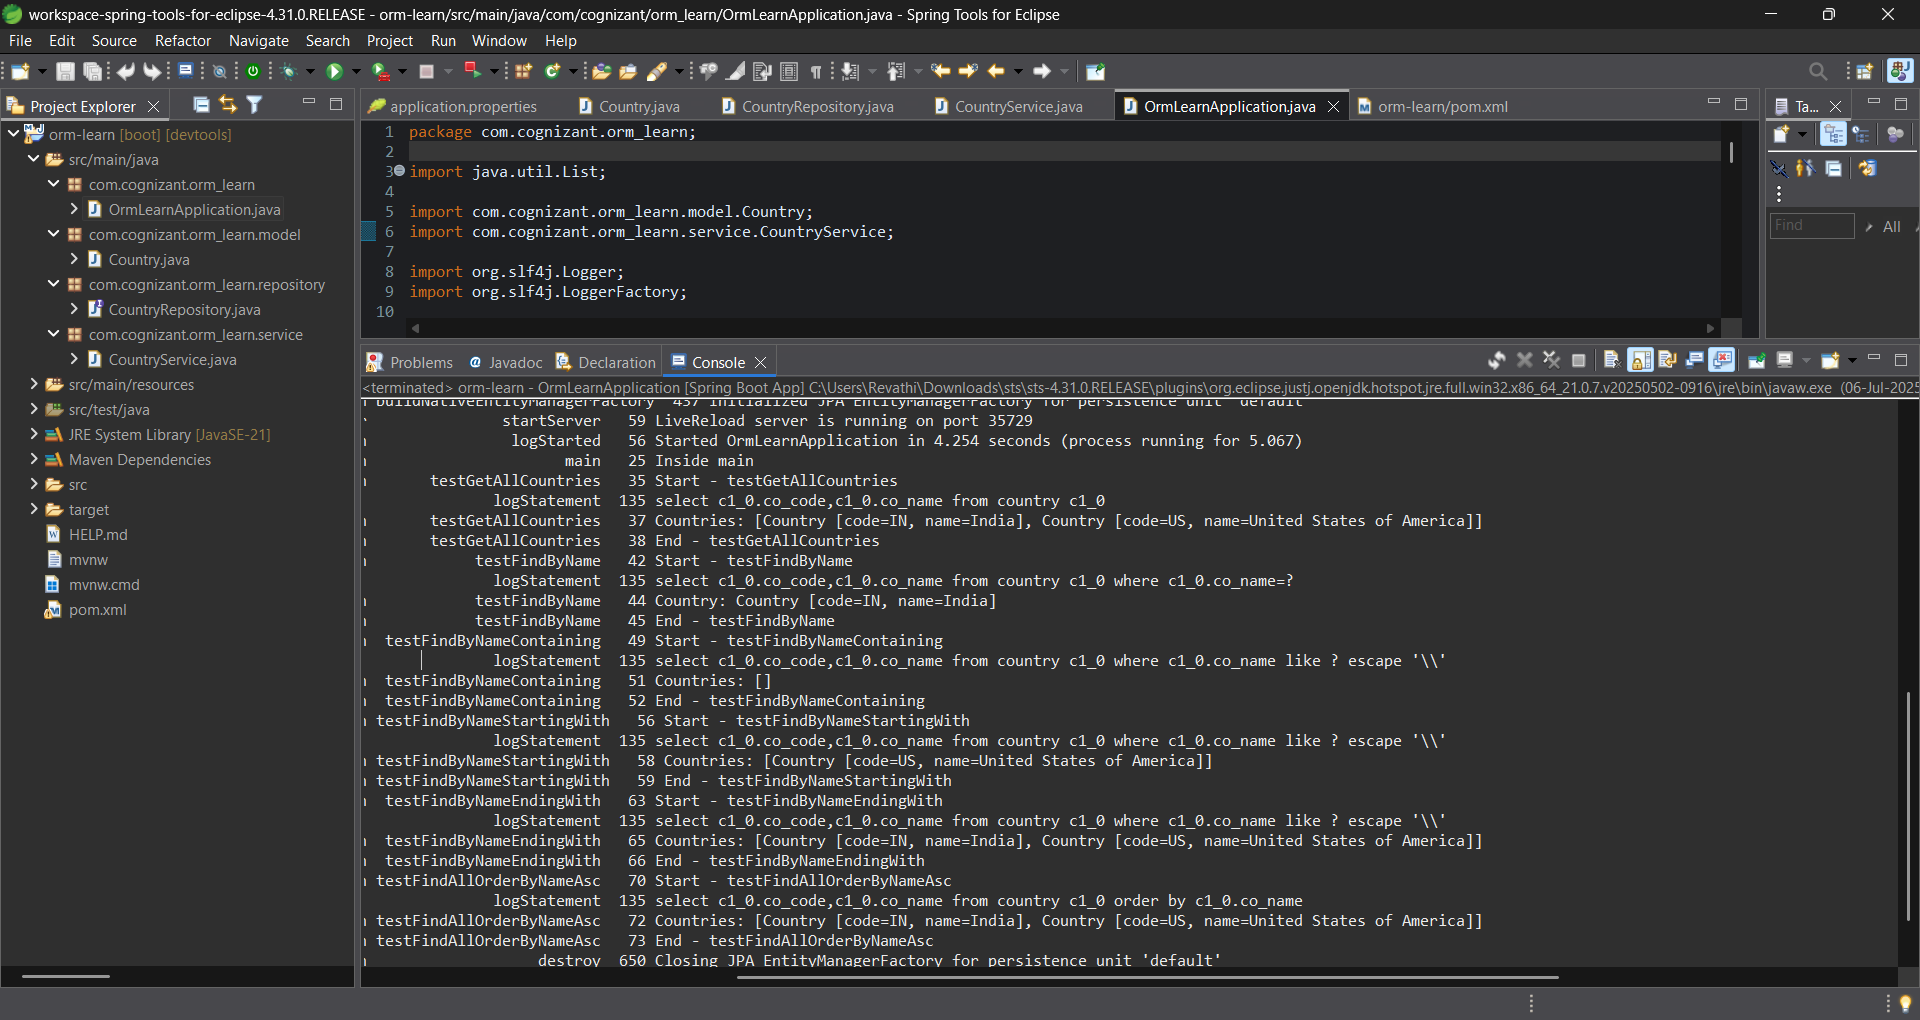 workspace-spring-tools-for-eclipse-4.31.0.RELEASE - orm-learn/src/main/java/com/cognizant/orm_learn/OrmLearnApplication.java - Spring Tools for Eclipse
File Edit Source Refactor Navigate Search Project Run Window Help
Project Explorer
orm-learn [boot] [devtools]
src/main/java
com.cognizant.orm_learn
OrmLearnApplication.java
com.cognizant.orm_learn.model
Country.java
com.cognizant.orm_learn.repository
CountryRepository.java
com.cognizant.orm_learn.service
CountryService.java
src/main/resources
src/test/java
JRE System Library [JavaSE-21]
Maven Dependencies
src
target
HELP.md
mvnw
mvnw.cmd
pom.xml
application.properties Country.java CountryRepository.java CountryService.java OrmLearnApplication.java orm-learn/pom.xml
1 package com.cognizant.orm_learn;
2
3 import java.util.List;
4
5 import com.cognizant.orm_learn.model.Country;
6 import com.cognizant.orm_learn.service.CountryService;
7
8 import org.slf4j.Logger;
9 import org.slf4j.LoggerFactory;
10
Ta...
Find All
Problems Javadoc Declaration Console
<terminated> orm-learn - OrmLearnApplication [Spring Boot App] C:\Users\Revathi\Downloads\sts\sts-4.31.0.RELEASE\plugins\org.eclipse.justj.openjdk.hotspot.jre.full.win32.x86_64_21.0.7.v20250502-0916\jre\bin\javaw.exe (06-Jul-2025
buildNativeEntityManagerFactory 457 Initialized JPA EntityManagerFactory for persistence unit 'default'
startServer 59 LiveReload server is running on port 35729
logStarted 56 Started OrmLearnApplication in 4.254 seconds (process running for 5.067)
main 25 Inside main
testGetAllCountries 35 Start - testGetAllCountries
logStatement 135 select c1_0.co_code,c1_0.co_name from country c1_0
testGetAllCountries 37 Countries: [Country [code=IN, name=India], Country [code=US, name=United States of America]]
testGetAllCountries 38 End - testGetAllCountries
testFindByName 42 Start - testFindByName
logStatement 135 select c1_0.co_code,c1_0.co_name from country c1_0 where c1_0.co_name=?
testFindByName 44 Country: Country [code=IN, name=India]
testFindByName 45 End - testFindByName
testFindByNameContaining 49 Start - testFindByNameContaining
logStatement 135 select c1_0.co_code,c1_0.co_name from country c1_0 where c1_0.co_name like ? escape '\\'
testFindByNameContaining 51 Countries: []
testFindByNameContaining 52 End - testFindByNameContaining
testFindByNameStartingWith 56 Start - testFindByNameStartingWith
logStatement 135 select c1_0.co_code,c1_0.co_name from country c1_0 where c1_0.co_name like ? escape '\\'
testFindByNameStartingWith 58 Countries: [Country [code=US, name=United States of America]]
testFindByNameStartingWith 59 End - testFindByNameStartingWith
testFindByNameEndingWith 63 Start - testFindByNameEndingWith
logStatement 135 select c1_0.co_code,c1_0.co_name from country c1_0 where c1_0.co_name like ? escape '\\'
testFindByNameEndingWith 65 Countries: [Country [code=IN, name=India], Country [code=US, name=United States of America]]
testFindByNameEndingWith 66 End - testFindByNameEndingWith
testFindAllOrderByNameAsc 70 Start - testFindAllOrderByNameAsc
logStatement 135 select c1_0.co_code,c1_0.co_name from country c1_0 order by c1_0.co_name
testFindAllOrderByNameAsc 72 Countries: [Country [code=IN, name=India], Country [code=US, name=United States of America]]
testFindAllOrderByNameAsc 73 End - testFindAllOrderByNameAsc
destroy 650 Closing JPA EntityManagerFactory for persistence unit 'default'